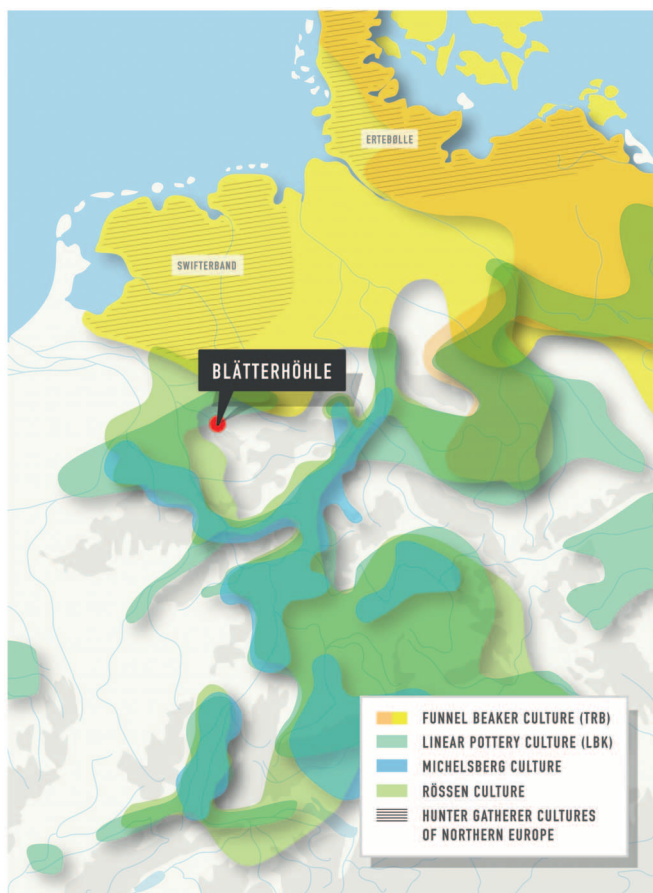 ERTEBØLLE
SWIFTERBAND
BLÄTTERHÖHLE
FUNNEL BEAKER CULTURE (TRB)
LINEAR POTTERY CULTURE (LBK)
MICHELSBERG CULTURE
RÖSSEN CULTURE
HUNTER GATHERER CULTURES
OF NORTHERN EUROPE